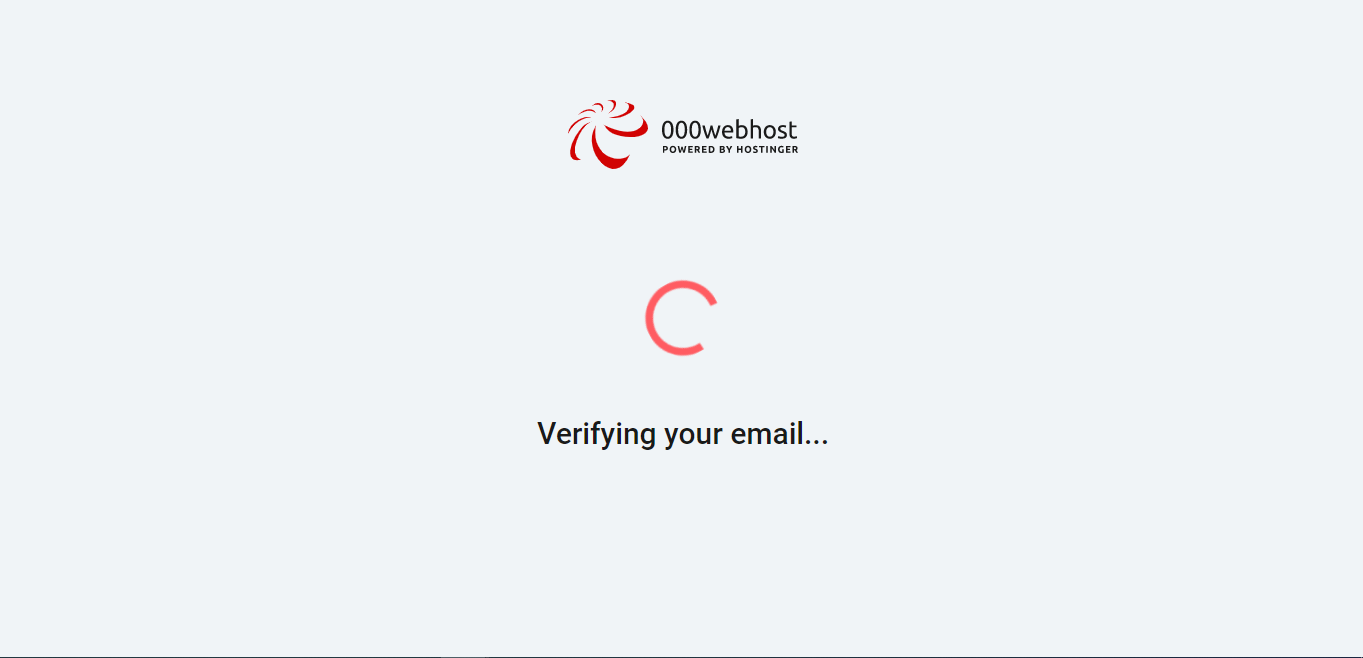 000webhost
POWERED BY HOSTINGER
Verifying your email...